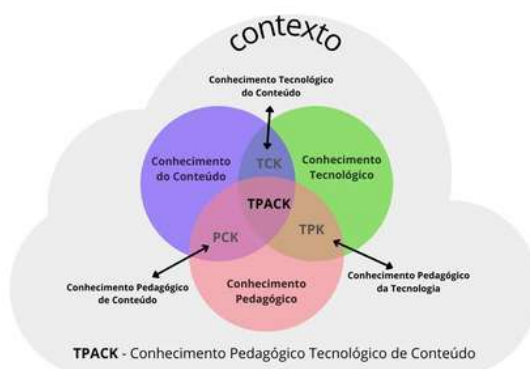 contexto
Conhecimento Tecnológico
do Conteúdo
Conhecimento
do Conteúdo
TCK
Conhecimento
Tecnológico
TPACK
PCK
TPK
Conhecimento Pedagógico
de Conteúdo
Conhecimento
Pedagógico
Conhecimento Pedagógico
da Tecnologia
TPACK - Conhecimento Pedagógico Tecnológico de Conteúdo